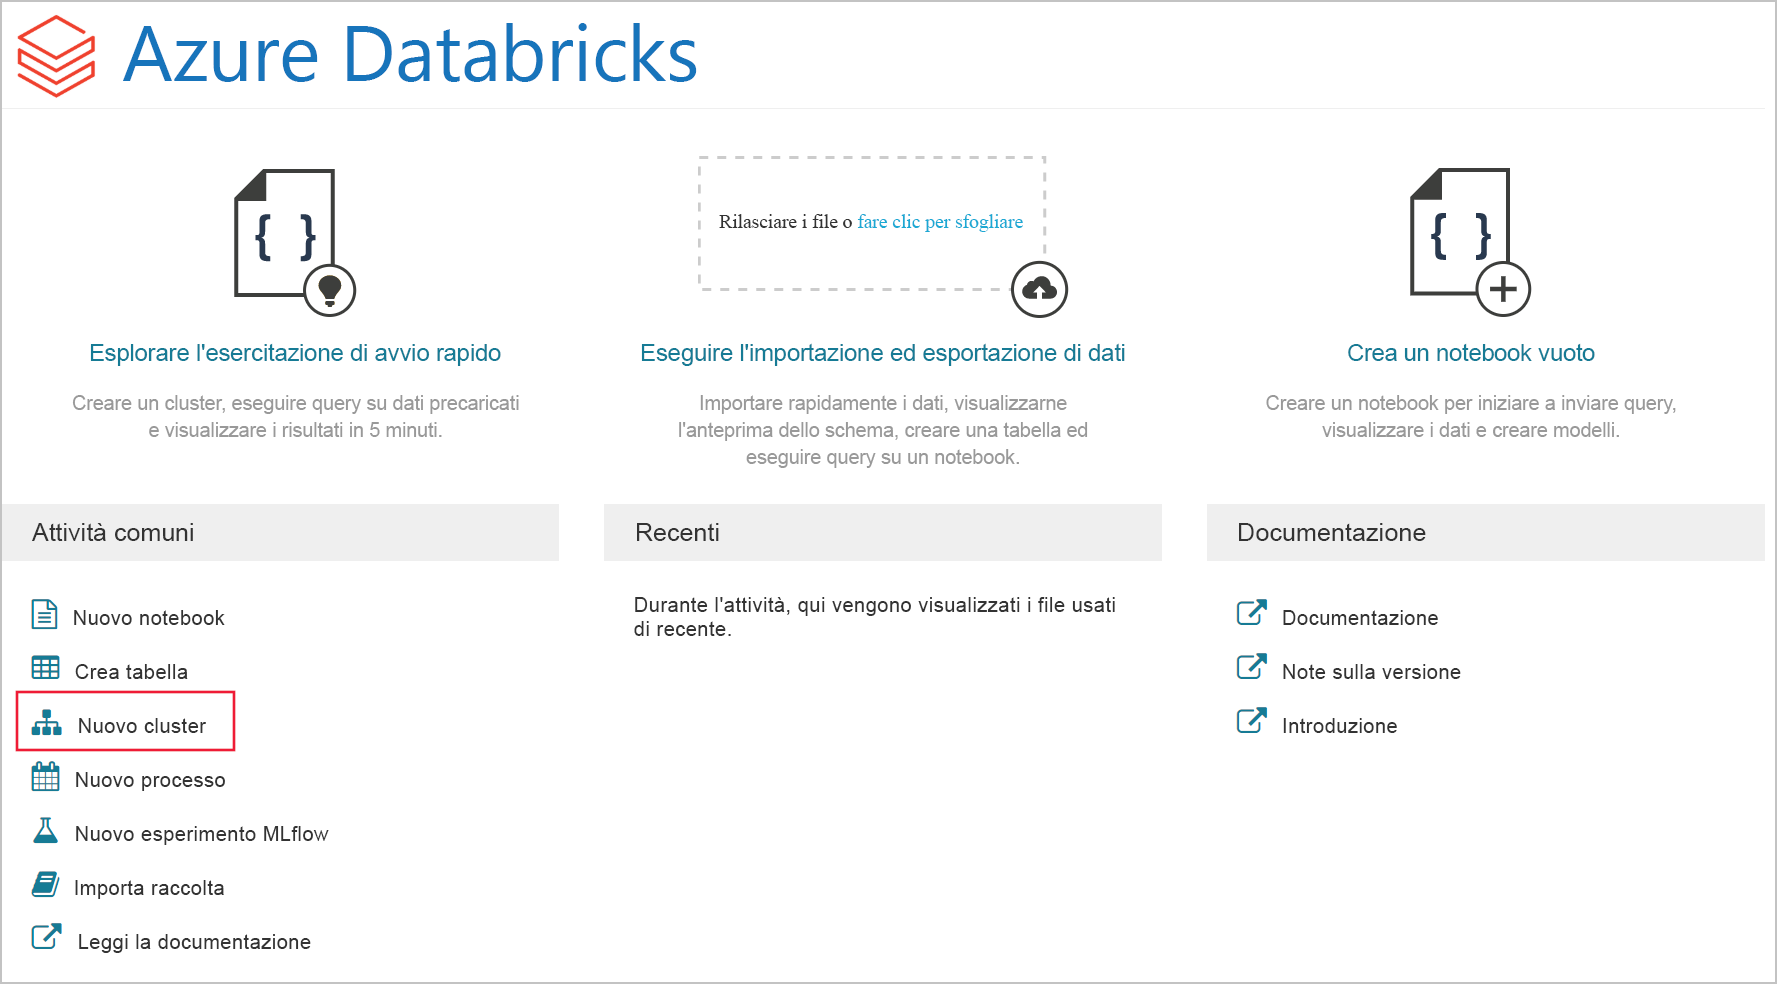 Azure Databricks
{ }
Rilasciare i file o fare clic per sfogliare
{ }
Esplorare l'esercitazione di avvio rapido
Creare un cluster, eseguire query su dati precaricati
e visualizzare i risultati in 5 minuti.
Eseguire l'importazione ed esportazione di dati
Importare rapidamente i dati, visualizzarne
l'anteprima dello schema, creare una tabella ed
eseguire query su un notebook.
Crea un notebook vuoto
Creare un notebook per iniziare a inviare query,
visualizzare i dati e creare modelli.
Attività comuni
Nuovo notebook
Crea tabella
Nuovo cluster
Nuovo processo
Nuovo esperimento MLflow
Importa raccolta
Leggi la documentazione
Recenti
Durante l'attività, qui vengono visualizzati i file usati
di recente.
Documentazione
Documentazione
Note sulla versione
Introduzione